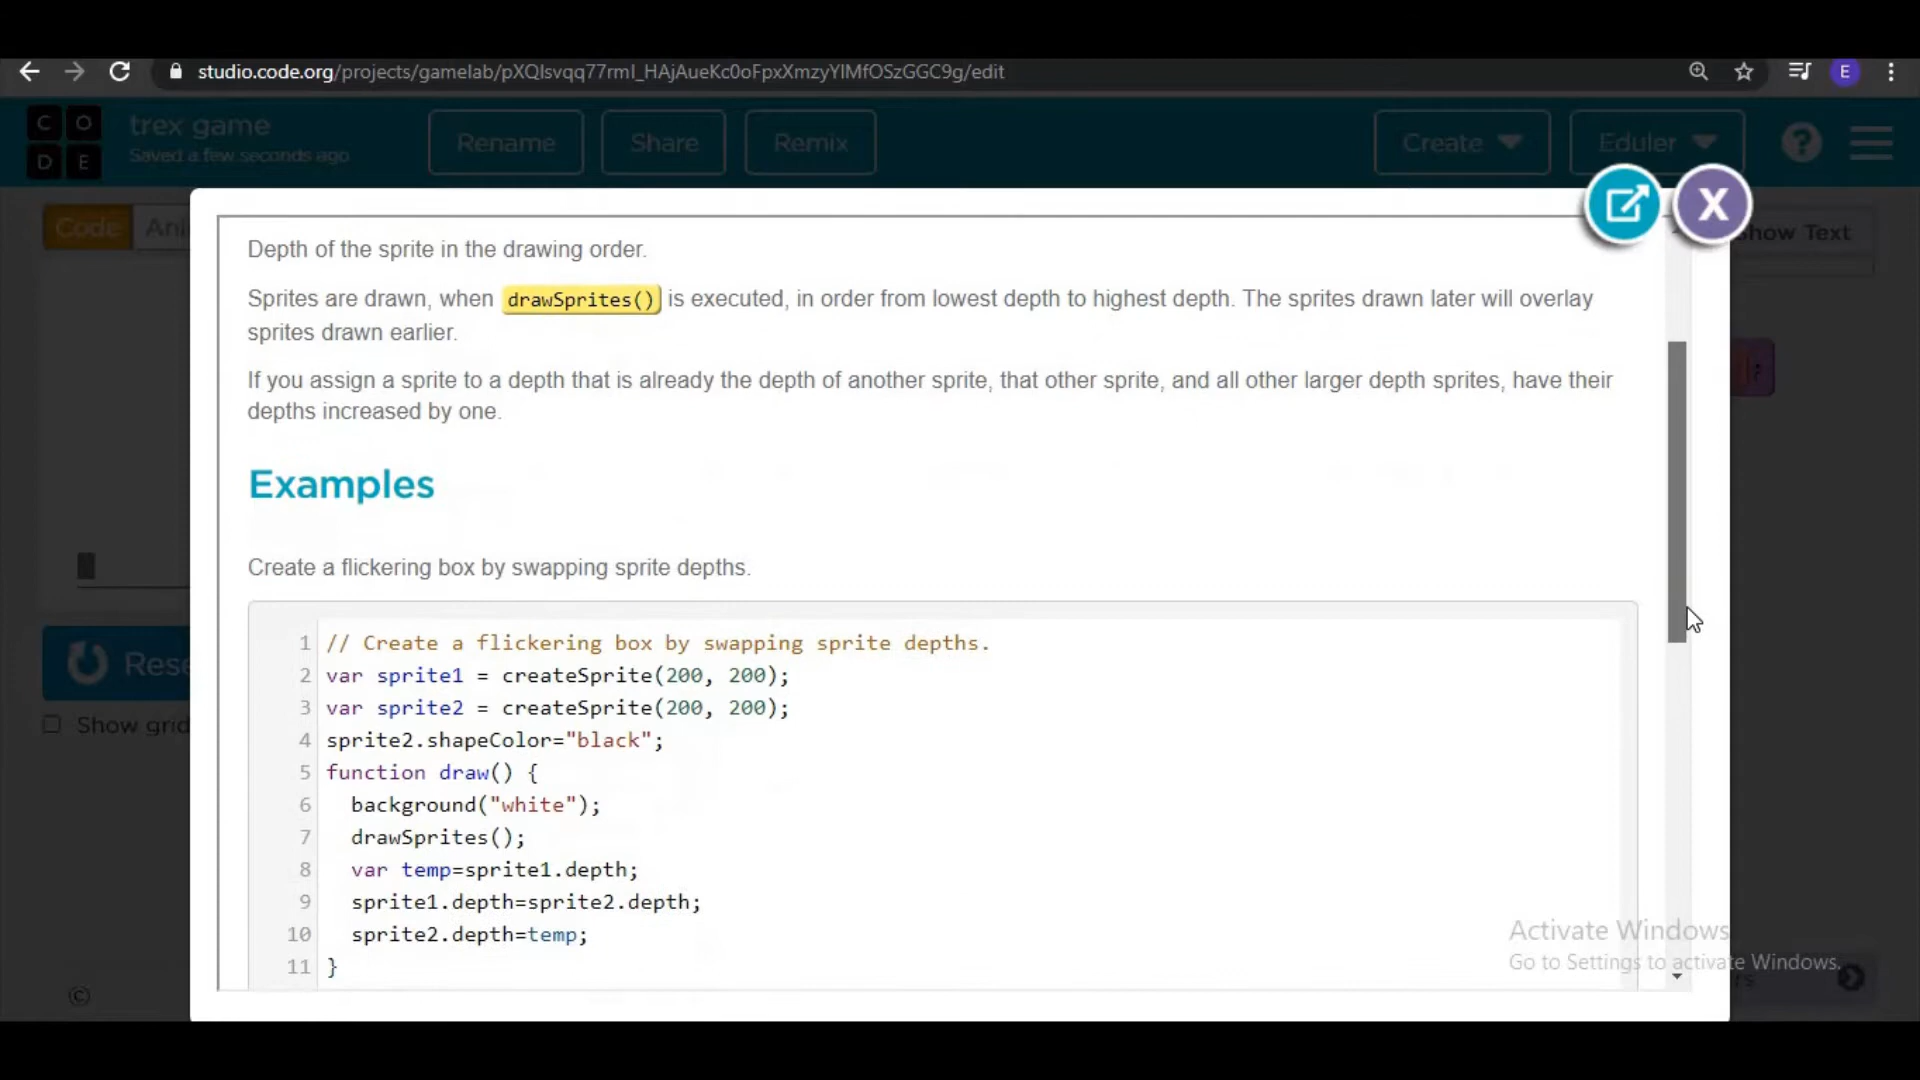 studio.code.org/projects/gamelab/pXQIsvqq77rmI_HAjAueKc0oFpxXmzyYIMfOSzGGC9g/edit
E
C O
D E
trex game
Saved a few seconds ago
Rename
Share
Remix
Create
Eduler
?
X
Code
Ani
Show Text
Depth of the sprite in the drawing order.
Sprites are drawn, when drawSprites() is executed, in order from lowest depth to highest depth. The sprites drawn later will overlay
sprites drawn earlier.
If you assign a sprite to a depth that is already the depth of another sprite, that other sprite, and all other larger depth sprites, have their
depths increased by one.
Examples
Create a flickering box by swapping sprite depths.
1 // Create a flickering box by swapping sprite depths.
2 var sprite1 = createSprite(200, 200);
3 var sprite2 = createSprite(200, 200);
4 sprite2.shapeColor="black";
5 function draw() {
6 background("white");
7 drawSprites();
8 var temp=sprite1.depth;
9 sprite1.depth=sprite2.depth;
10 sprite2.depth=temp;
11 }
Rese
Show grid
©
Activate Windows
Go to Settings to activate Windows.